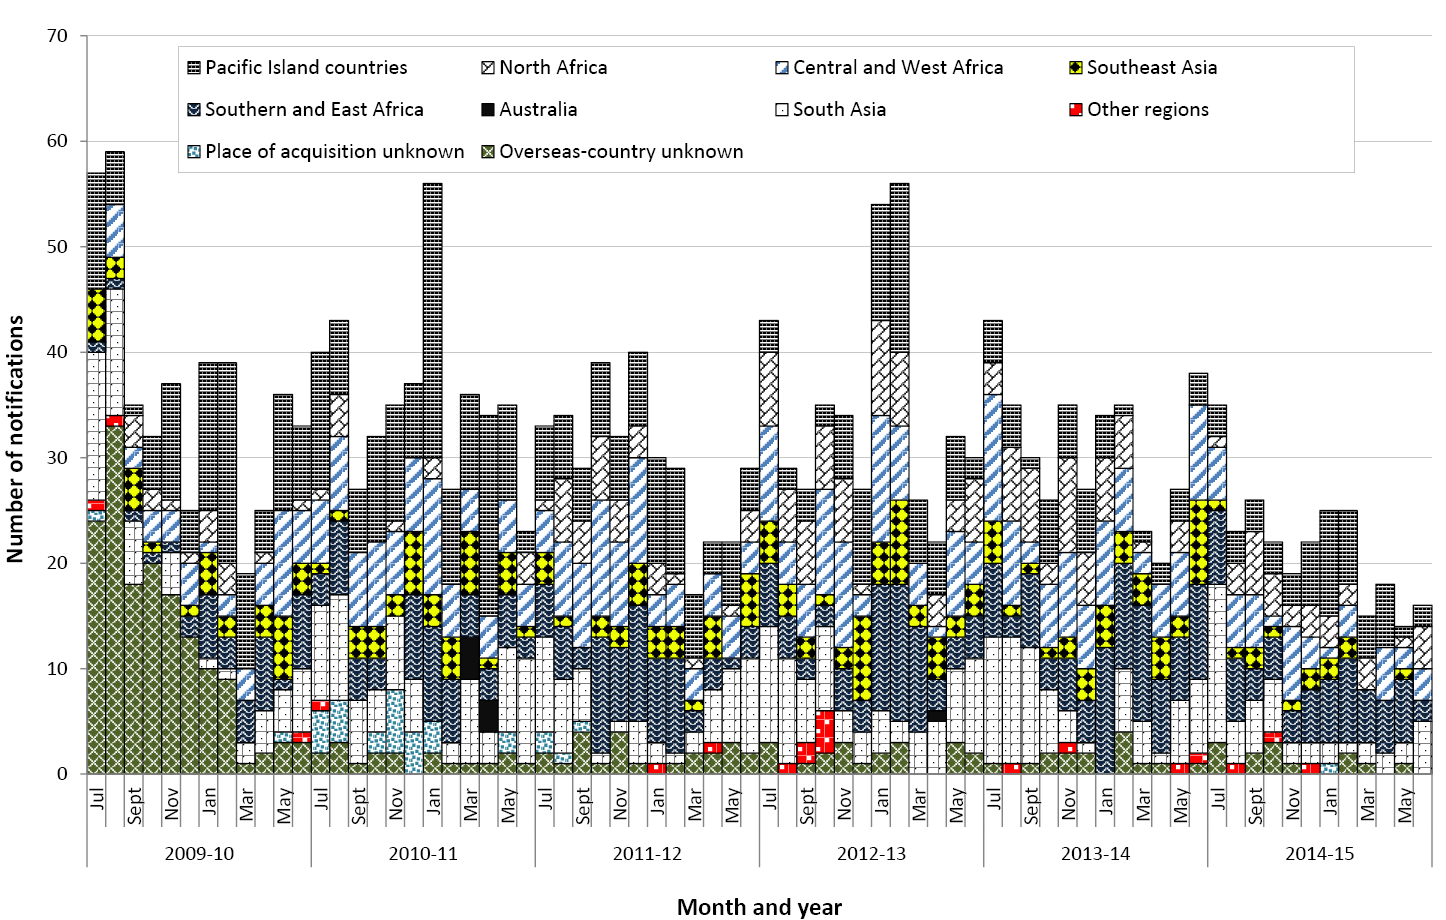 70
60
50
40
30
20
10
0
Number of notifications
Pacific Island countries North Africa Central and West Africa Southeast Asia
Southern and East Africa Australia South Asia Other regions
Place of acquisition unknown Overseas-country unknown
Jul Sept Nov Jan Mar May Jul Sept Nov Jan Mar May Jul Sept Nov Jan Mar May Jul Sept Nov Jan Mar May Jul Sept Nov Jan Mar May Jul Sept Nov Jan Mar May
2009-10 2010-11 2011-12 2012-13 2013-14 2014-15
Month and year